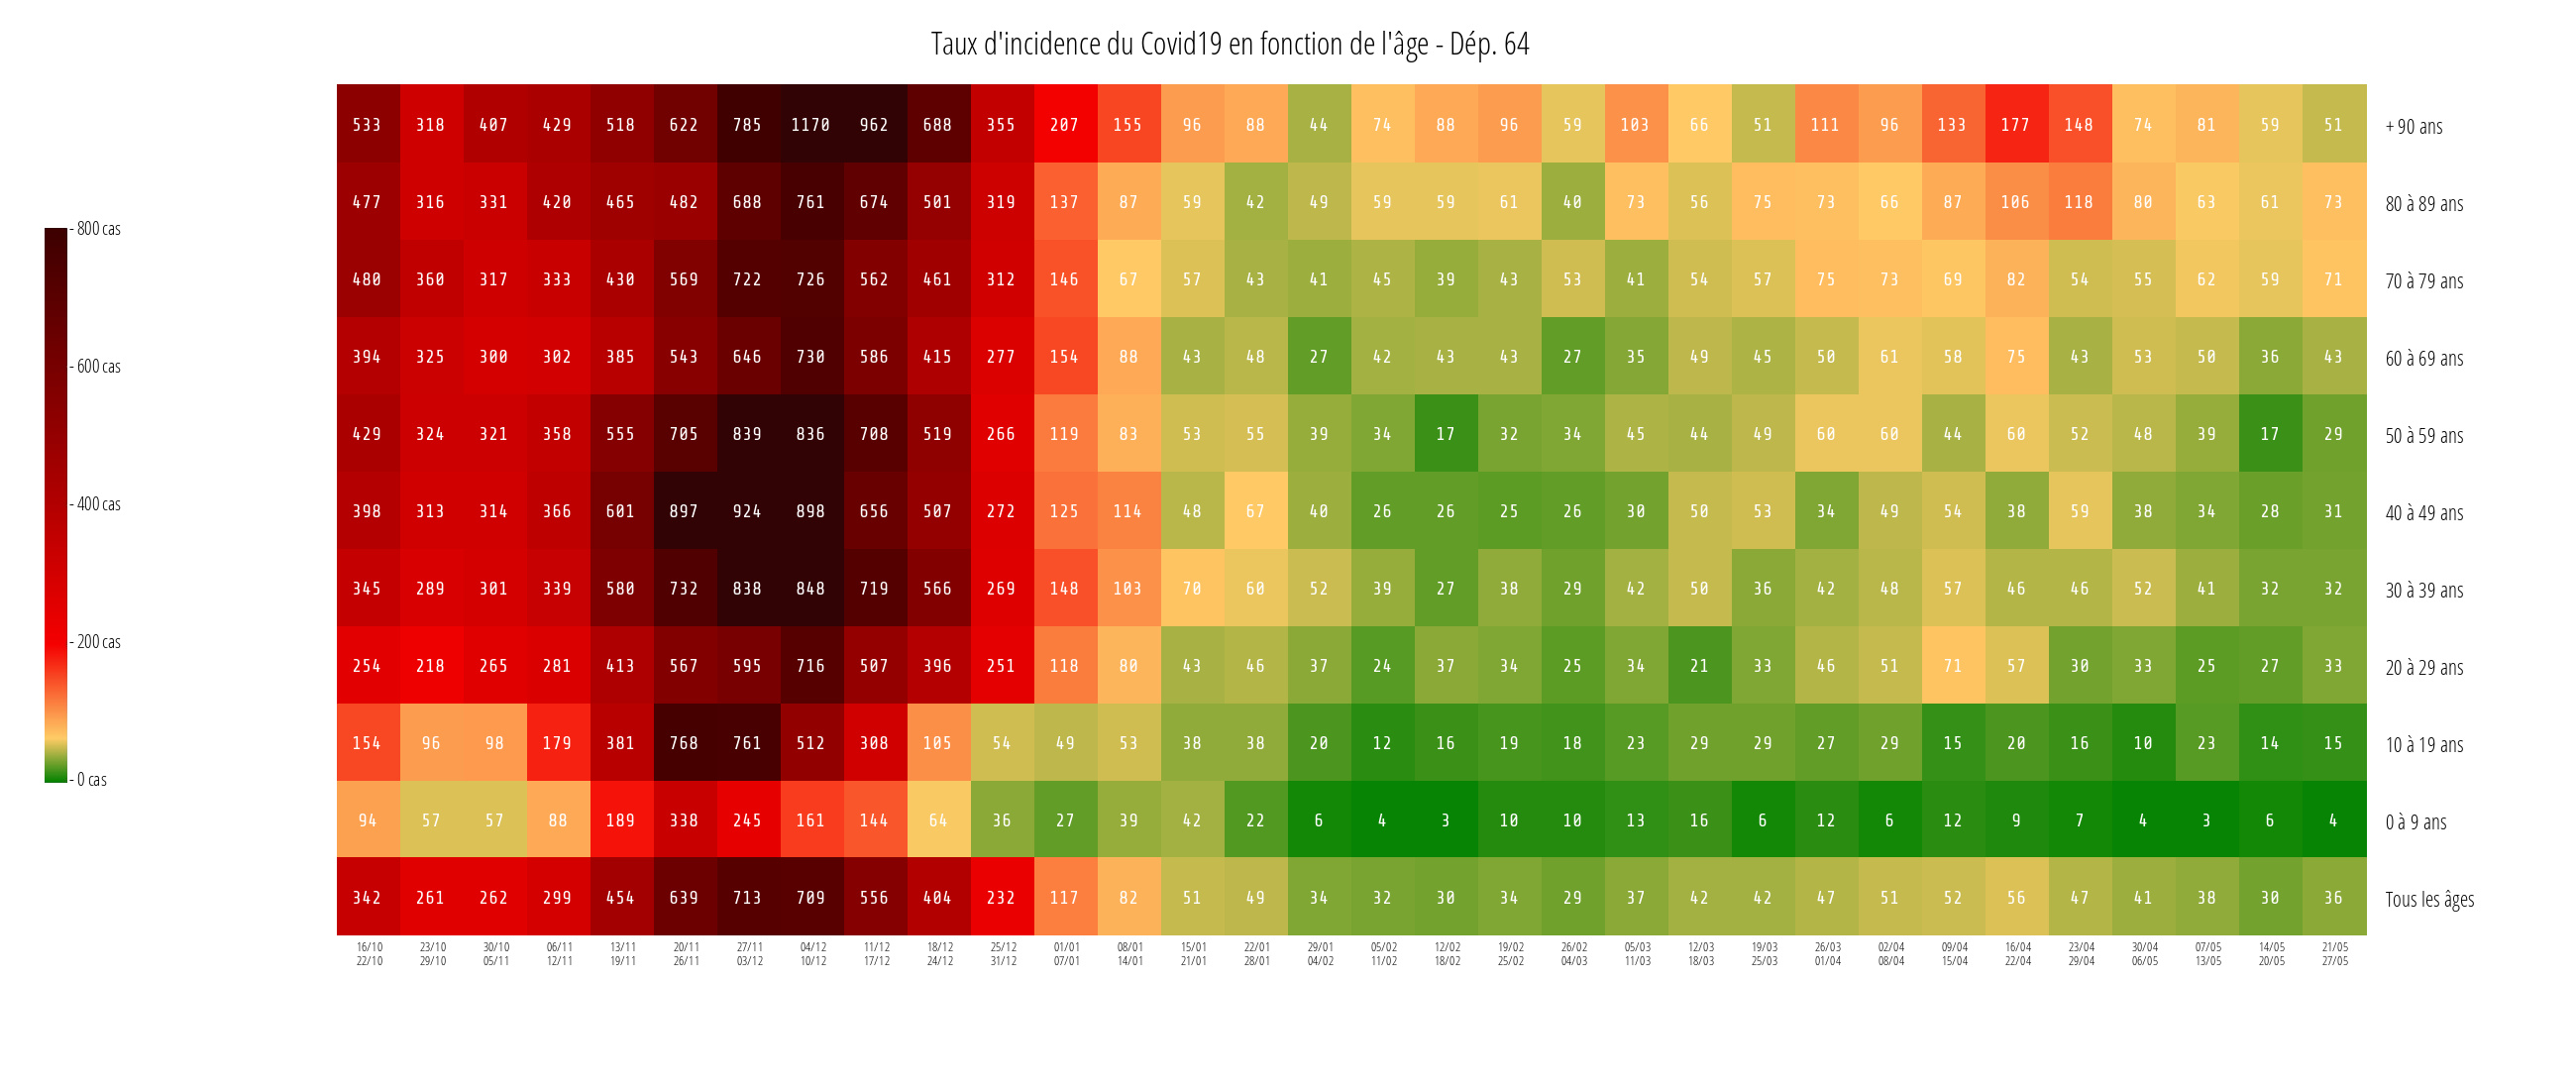 Taux d'incidence du Covid19 en fonction de l'âge - Dép. 64
- 800 cas
- 600 cas
- 400 cas
- 200 cas
- 0 cas
533 318 407 429 518 622 785 1170 962 688 355 207 155 96 88 44 74 88 96 59 103 66 51 111 96 133 177 148 74 81 59 51 + 90 ans
477 316 331 420 465 482 688 761 674 501 319 137 87 59 42 49 59 59 61 40 73 56 75 73 66 87 106 118 80 63 61 73 80 à 89 ans
480 360 317 333 430 569 722 726 562 461 312 146 67 57 43 41 45 39 43 53 41 54 57 75 73 69 82 54 55 62 59 71 70 à 79 ans
394 325 300 302 385 543 646 730 586 415 277 154 88 43 48 27 42 43 43 27 35 49 45 50 61 58 75 43 53 50 36 43 60 à 69 ans
429 324 321 358 555 705 839 836 708 519 266 119 83 53 55 39 34 17 32 34 45 44 49 60 60 44 60 52 48 39 17 29 50 à 59 ans
398 313 314 366 601 897 924 898 656 507 272 125 114 48 67 40 26 26 25 26 30 50 53 34 49 54 38 59 38 34 28 31 40 à 49 ans
345 289 301 339 580 732 838 848 719 566 269 148 103 70 60 52 39 27 38 29 42 50 36 42 48 57 46 46 52 41 32 32 30 à 39 ans
254 218 265 281 413 567 595 716 507 396 251 118 80 43 46 37 24 37 34 25 34 21 33 46 51 71 57 30 33 25 27 33 20 à 29 ans
154 96 98 179 381 768 761 512 308 105 54 49 53 38 38 20 12 16 19 18 23 29 29 27 29 15 20 16 10 23 14 15 10 à 19 ans
94 57 57 88 189 338 245 161 144 64 36 27 39 42 22 6 4 3 10 10 13 16 6 12 6 12 9 7 4 3 6 4 0 à 9 ans
342 261 262 299 454 639 713 709 556 404 232 117 82 51 49 34 32 30 34 29 37 42 42 47 51 52 56 47 41 38 30 36 Tous les âges
16/10 23/10 30/10 06/11 13/11 20/11 27/11 04/12 11/12 18/12 25/12 01/01 08/01 15/01 22/01 29/01 05/02 12/02 19/02 26/02 05/03 12/03 19/03 26/03 02/04 09/04 16/04 23/04 30/04 07/05 14/05 21/05
22/10 29/10 05/11 12/11 19/11 26/11 03/12 10/12 17/12 24/12 31/12 07/01 14/01 21/01 28/01 04/02 11/02 18/02 25/02 04/03 11/03 18/03 25/03 01/04 08/04 15/04 22/04 29/04 06/05 13/05 20/05 27/05